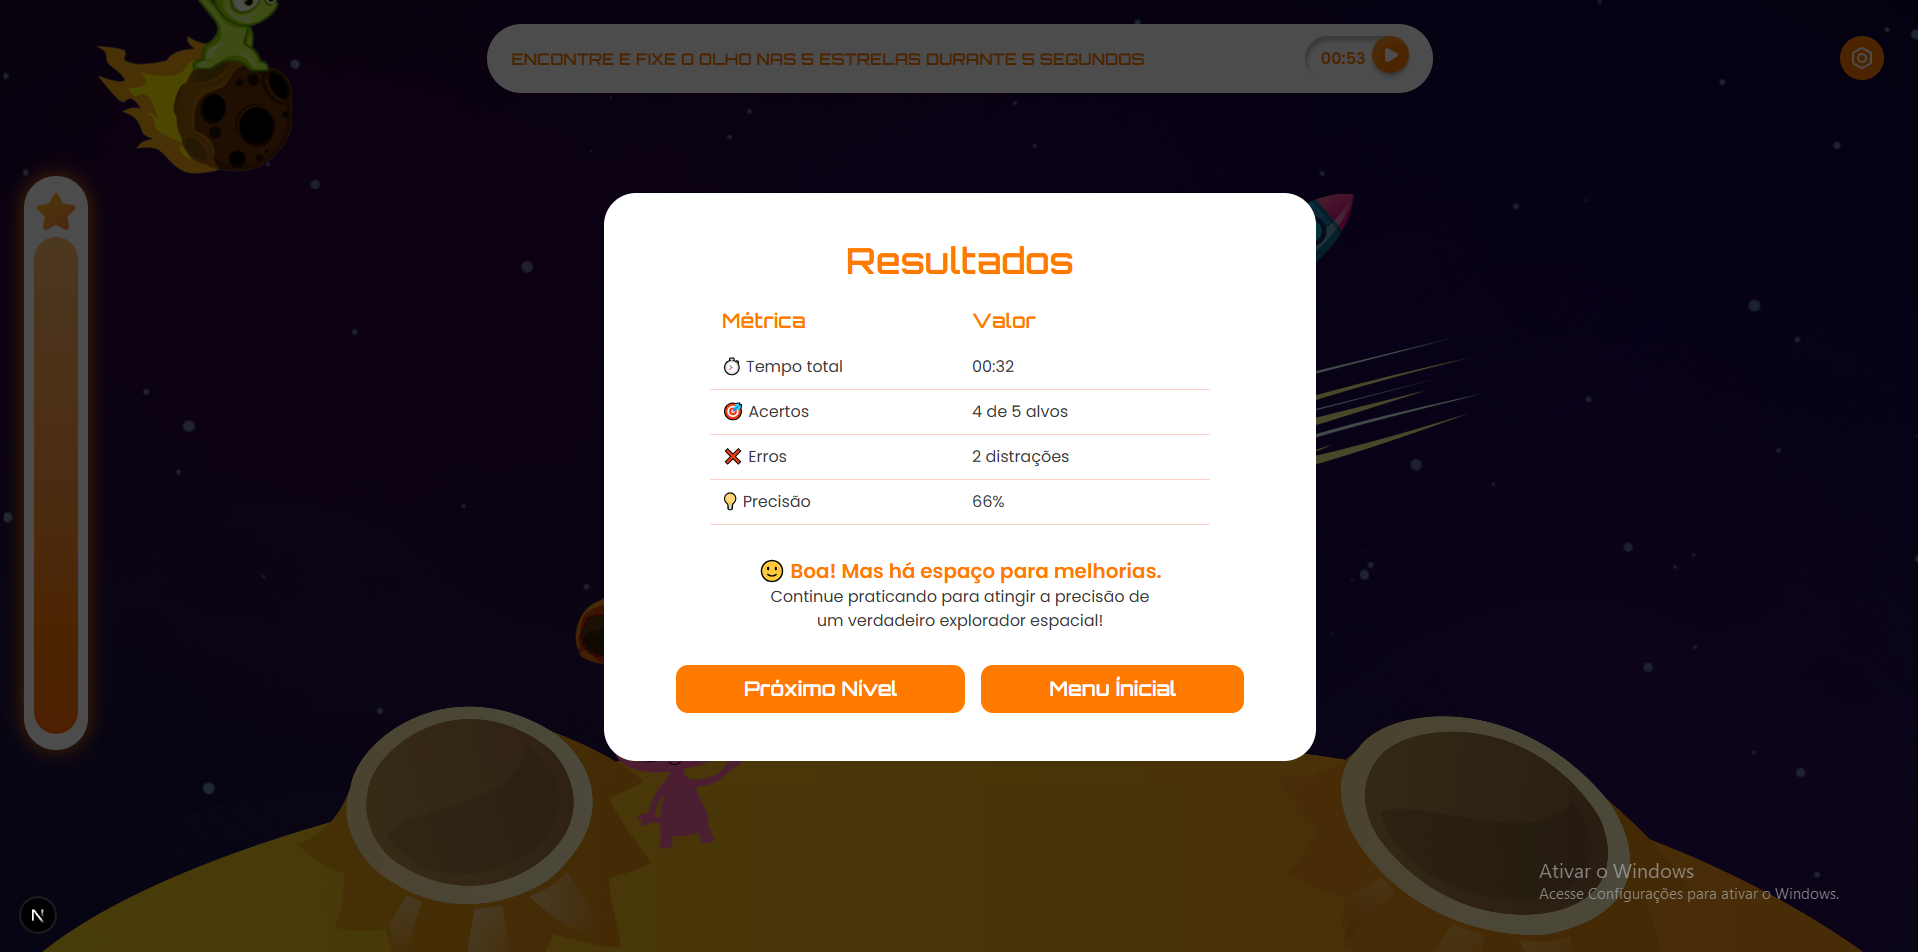 ENCONTRE E FIXE O OLHO NAS 5 ESTRELAS DURANTE 5 SEGUNDOS
00:53
Resultados
Métrica Valor
Tempo total 00:32
Acertos 4 de 5 alvos
Erros 2 distrações
Precisão 66%
Boa! Mas há espaço para melhorias.
Continue praticando para atingir a precisão de
um verdadeiro explorador espacial!
Próximo Nível Menu Ínicial
Ativar o Windows
Acesse Configurações para ativar o Windows.
N